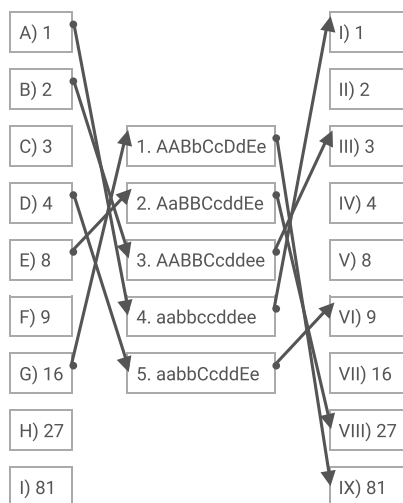 A) 1
B) 2
C) 3
D) 4
E) 8
F) 9
G) 16
H) 27
I) 81
1. AABbCcDdEe
2. AaBBCcddEe
3. AABBCcddee
4. aabbccddee
5. aabbCcddEe
I) 1
II) 2
III) 3
IV) 4
V) 8
VI) 9
VII) 16
VIII) 27
IX) 81